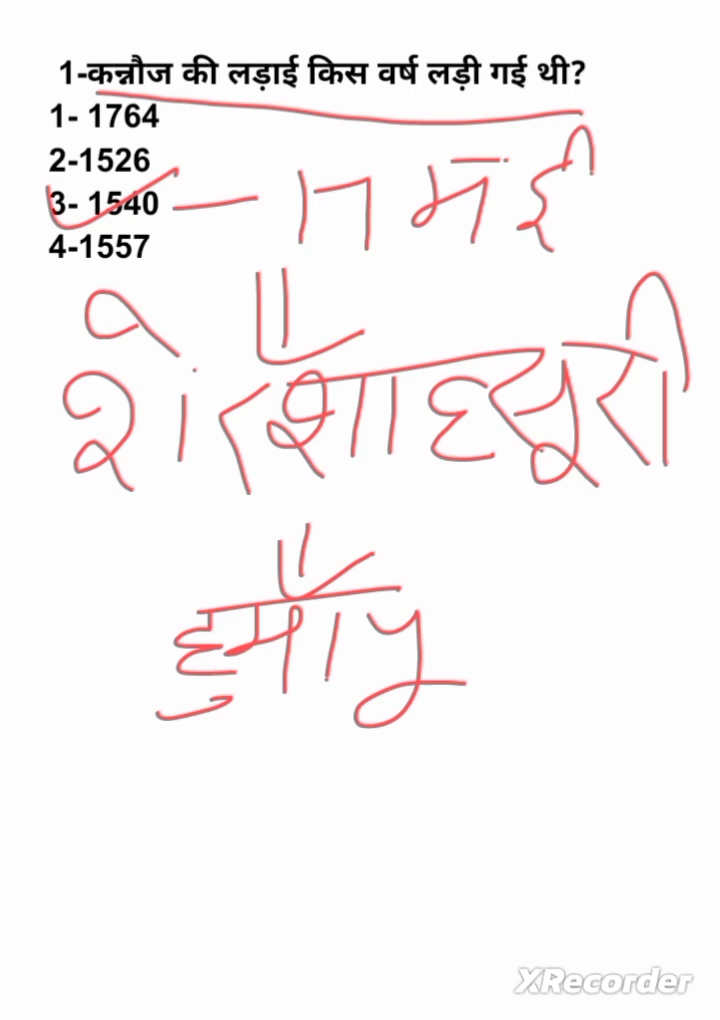 1-कन्नौज की लड़ाई किस वर्ष लड़ी गई थी?
1- 1764
2-1526
3- 1540 — 17 मई
4-1557
शेरशाह सूरी
हुमायु
XRecorder